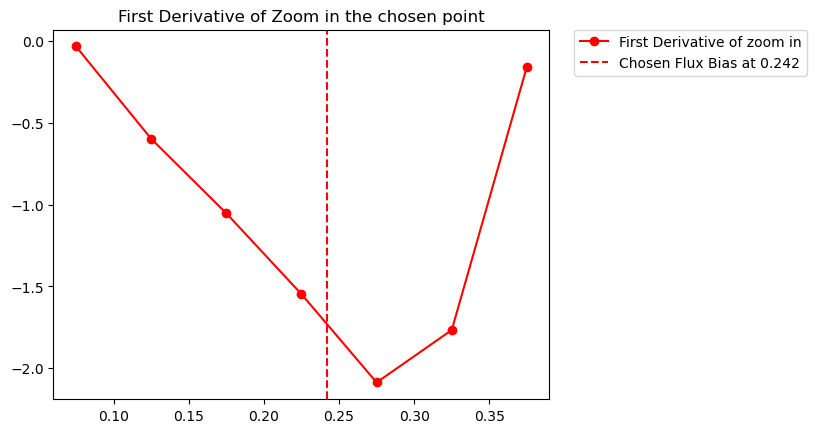 First Derivative of Zoom in the chosen point
0.0
−0.5
−1.0
−1.5
−2.0
0.10 0.15 0.20 0.25 0.30 0.35
First Derivative of zoom in
Chosen Flux Bias at 0.242